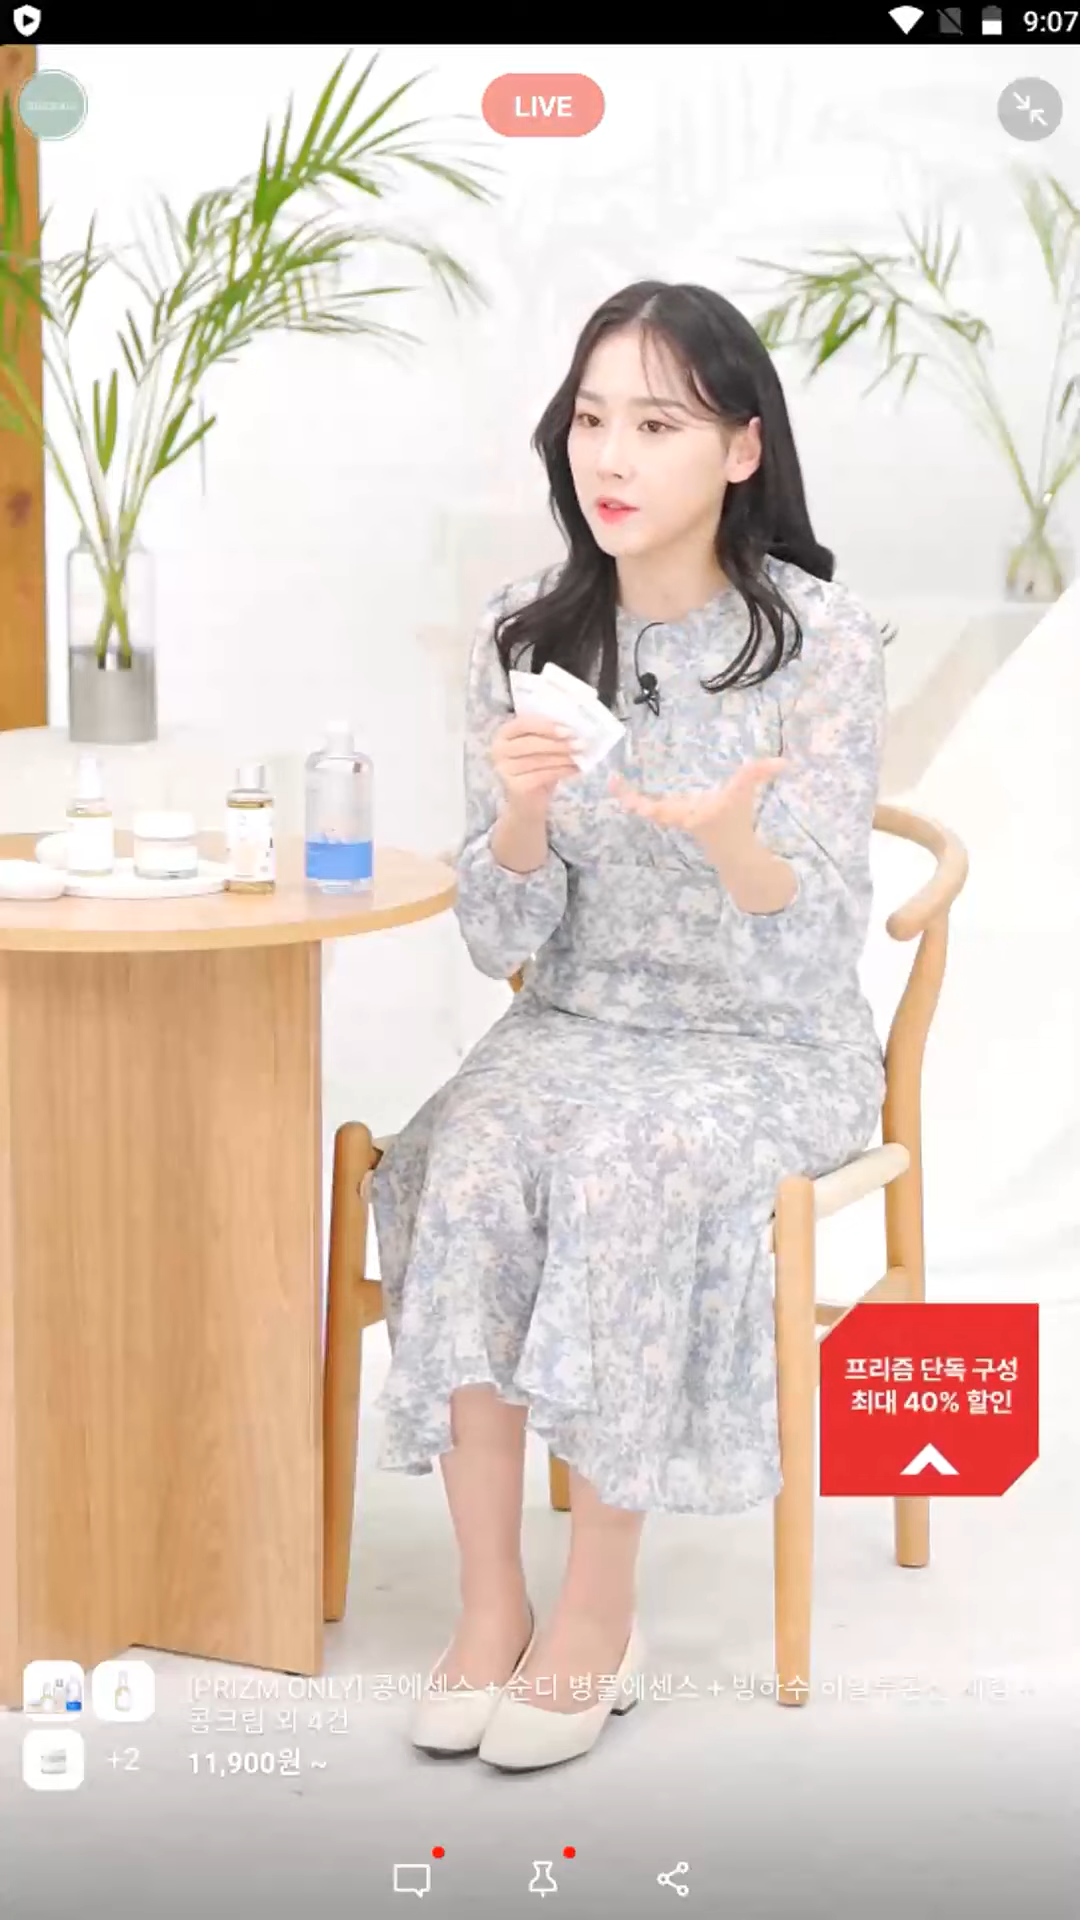 9:07
LIVE
프리즘 단독 구성
최대 40% 할인
[PRIZM ONLY] 콩에센스 + 순디 병풀에센스 + 빙하수
콤크림 외 4건
+2
11,900원 ~